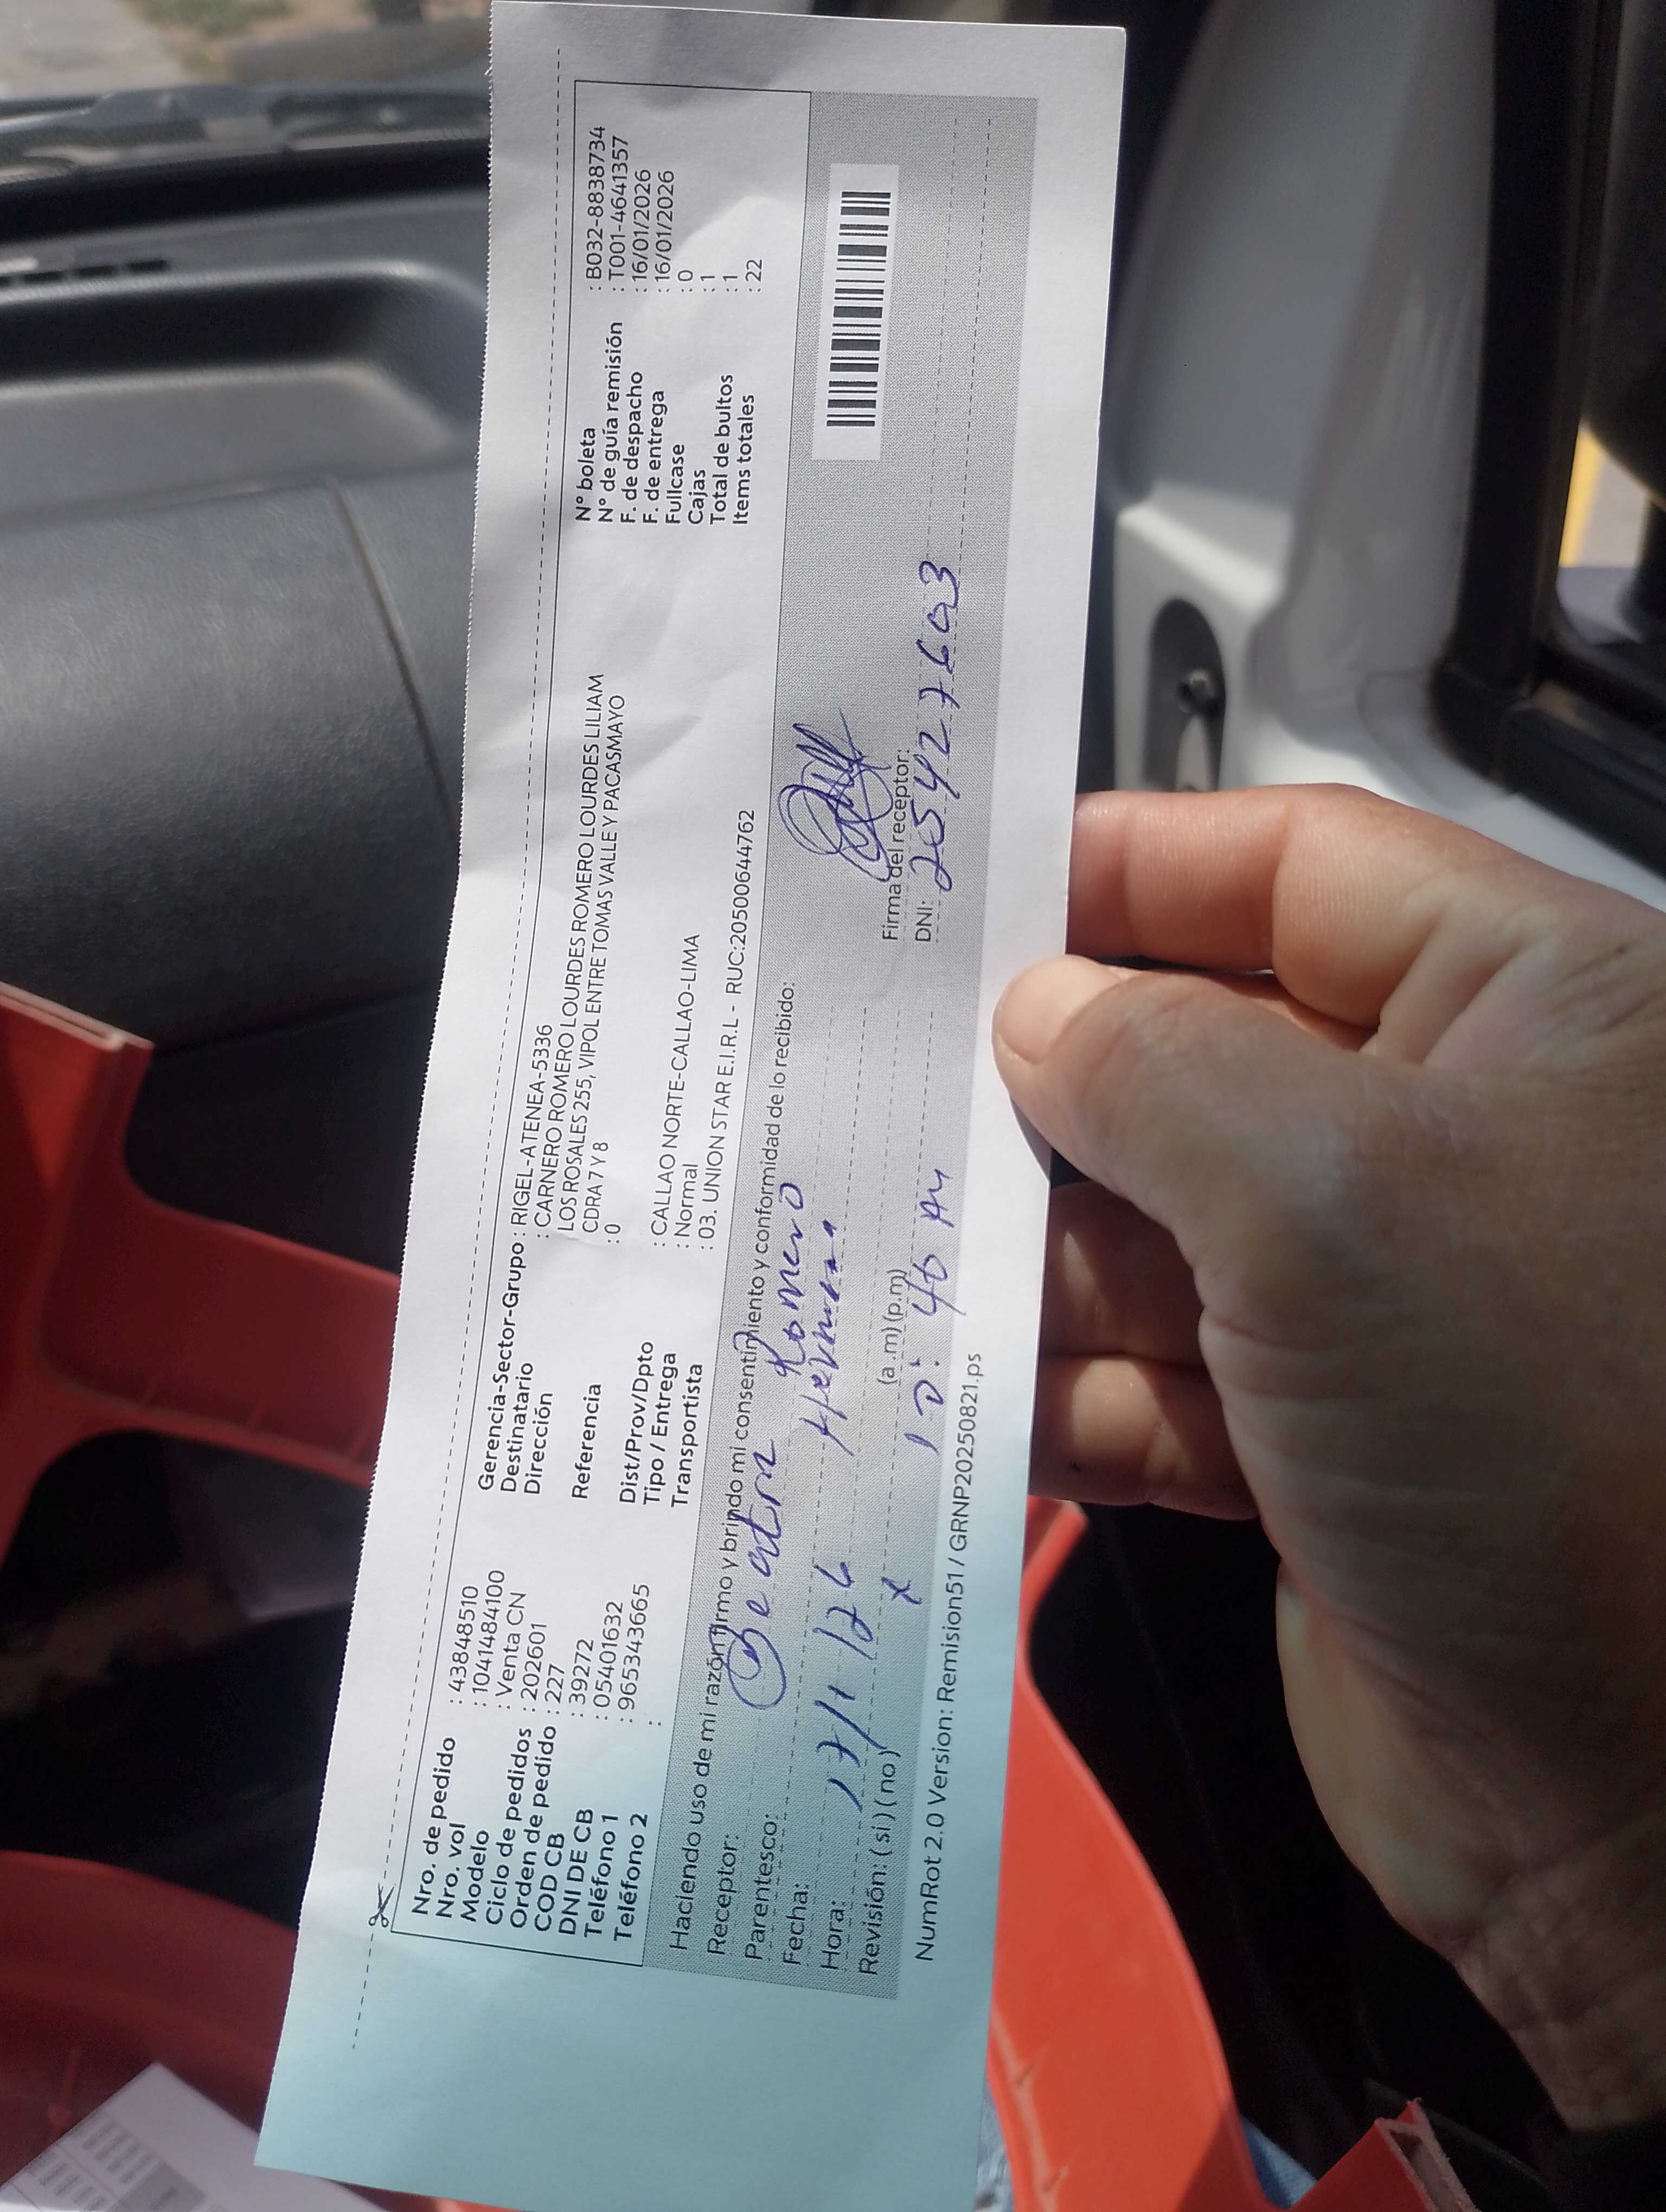 Nro. de pedido : 43848510
Nro. vol : 1041484100
Modelo : Venta CN
Ciclo de pedidos : 202601
Orden de pedido : 227
COD CB : 39272
DNI DE CB : 05401632
Teléfono 1 : 965343665
Teléfono 2 :
Gerencia-Sector-Grupo : RIGEL-ATENEA-5336
Destinatario : CARNERO ROMERO LOURDES ROMERO LOURDES LILIAM
Dirección LOS ROSALES 255, VIPOL ENTRE TOMAS VALLE Y PACASMAYO
CDRA 7 Y 8
Referencia : 0
Dist/Prov/Dpto : CALLAO NORTE-CALLAO-LIMA
Tipo / Entrega : Normal
Transportista : 03. UNION STAR E.I.R.L - RUC:20500644762
N° boleta : B032-8838734
N° de guía remisión : T001-4641357
F. de despacho : 16/01/2026
F. de entrega : 16/01/2026
Fullcase : 0
Cajas : 1
Total de bultos : 1
Items totales : 22
Haciendo uso de mi razón firmo y brindo mi consentimiento y conformidad de lo recibido:
Receptor: Romero
Parentesco: Hermana
Fecha: 17/1/26
Hora: (a.m) (p.m) 10:40 AM
Revisión: ( si ) ( no ) x
Firma del receptor:
DNI:
NumRot 2.0 Version: Remision51 / GRNP20250821.ps